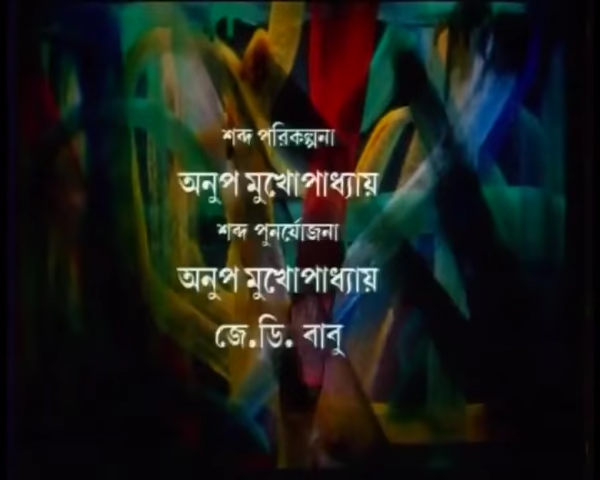 শব্দ পরিকল্পনা
অনুপ মুখোপাধ্যায়
শব্দ পুনর্যোজনা
অনুপ মুখোপাধ্যায়
জে.ডি. বাবু